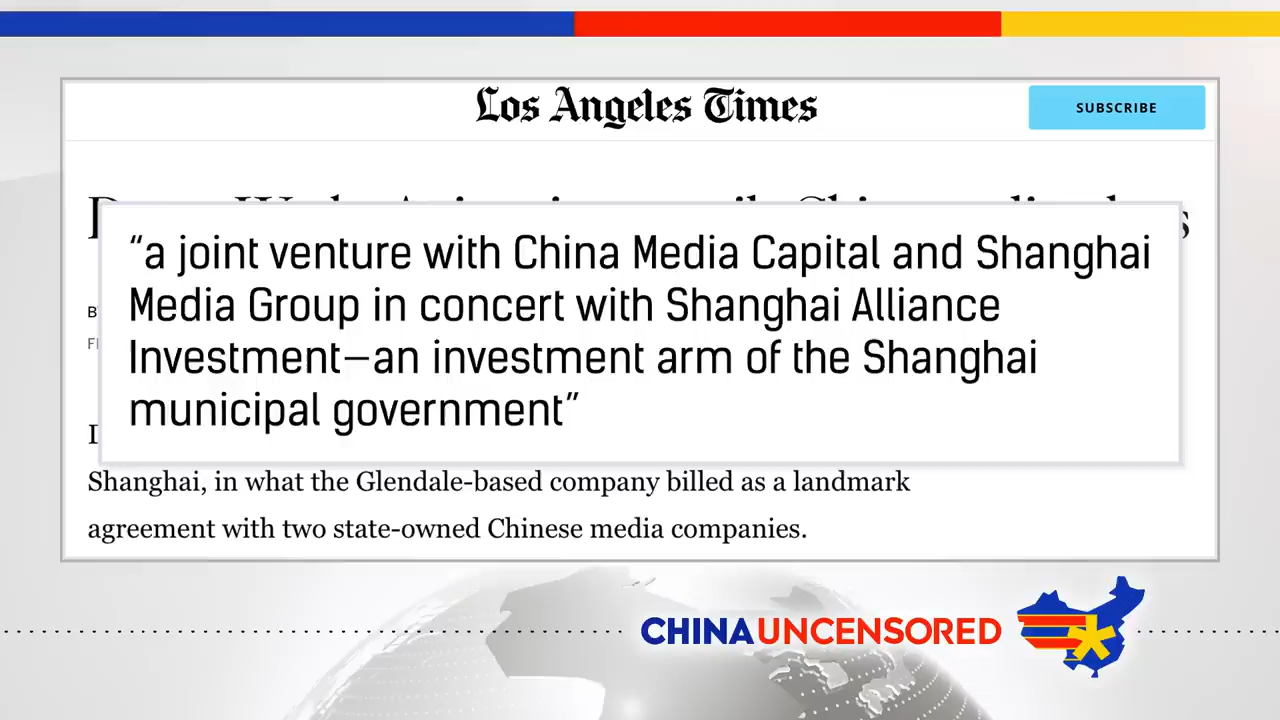 Los Angeles Times
SUBSCRIBE
“a joint venture with China Media Capital and Shanghai
Media Group in concert with Shanghai Alliance
Investment—an investment arm of the Shanghai
municipal government”
Shanghai, in what the Glendale-based company billed as a landmark
agreement with two state-owned Chinese media companies.
CHINA UNCENSORED